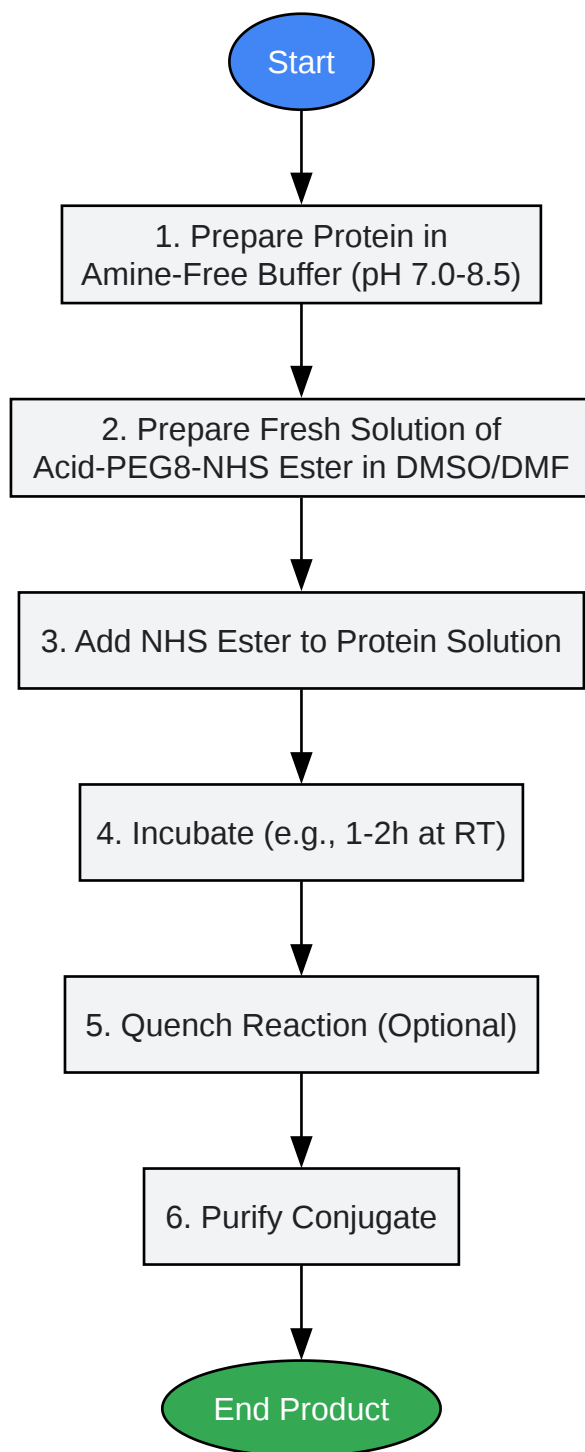 Start
1. Prepare Protein in
Amine-Free Buffer (pH 7.0-8.5)
2. Prepare Fresh Solution of
Acid-PEG8-NHS Ester in DMSO/DMF
3. Add NHS Ester to Protein Solution
4. Incubate (e.g., 1-2h at RT)
5. Quench Reaction (Optional)
6. Purify Conjugate
End Product